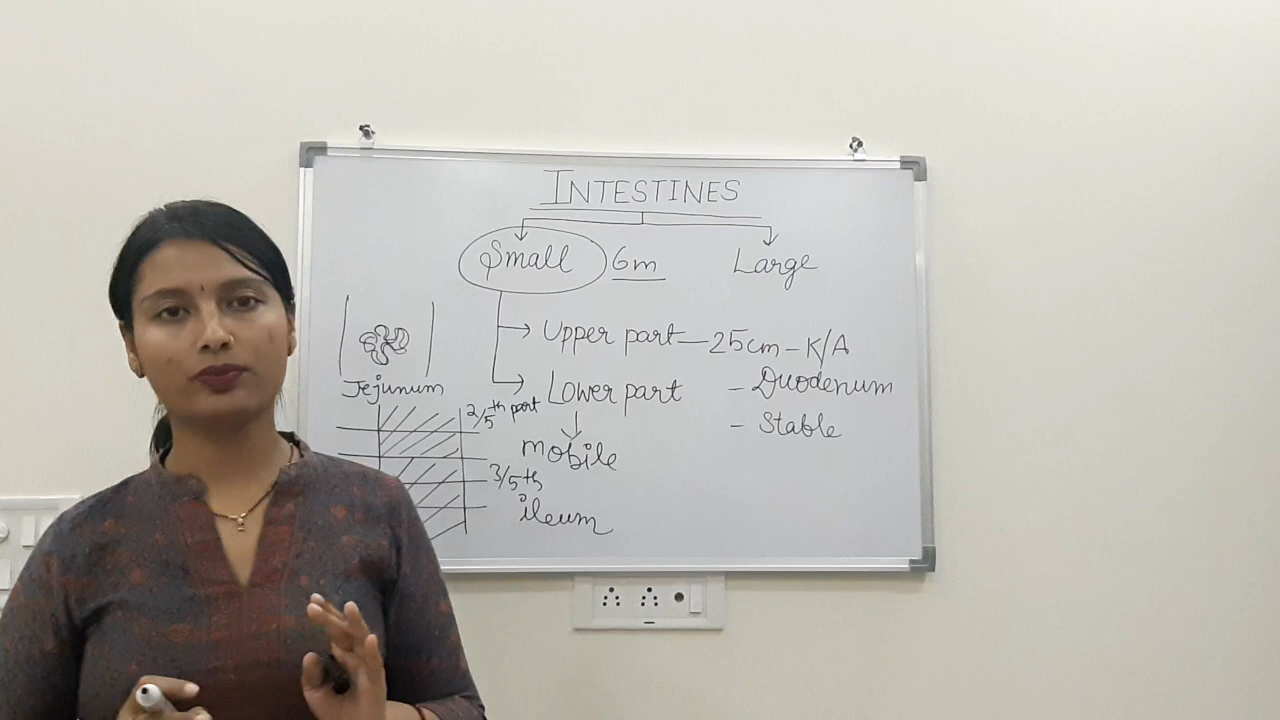 INTESTINES
Small 6m Large
Upper part — 25cm – K/A
– Duodenum
– Stable
Lower part
mobile
Jejunum
2/5th part
3/5th
ileum